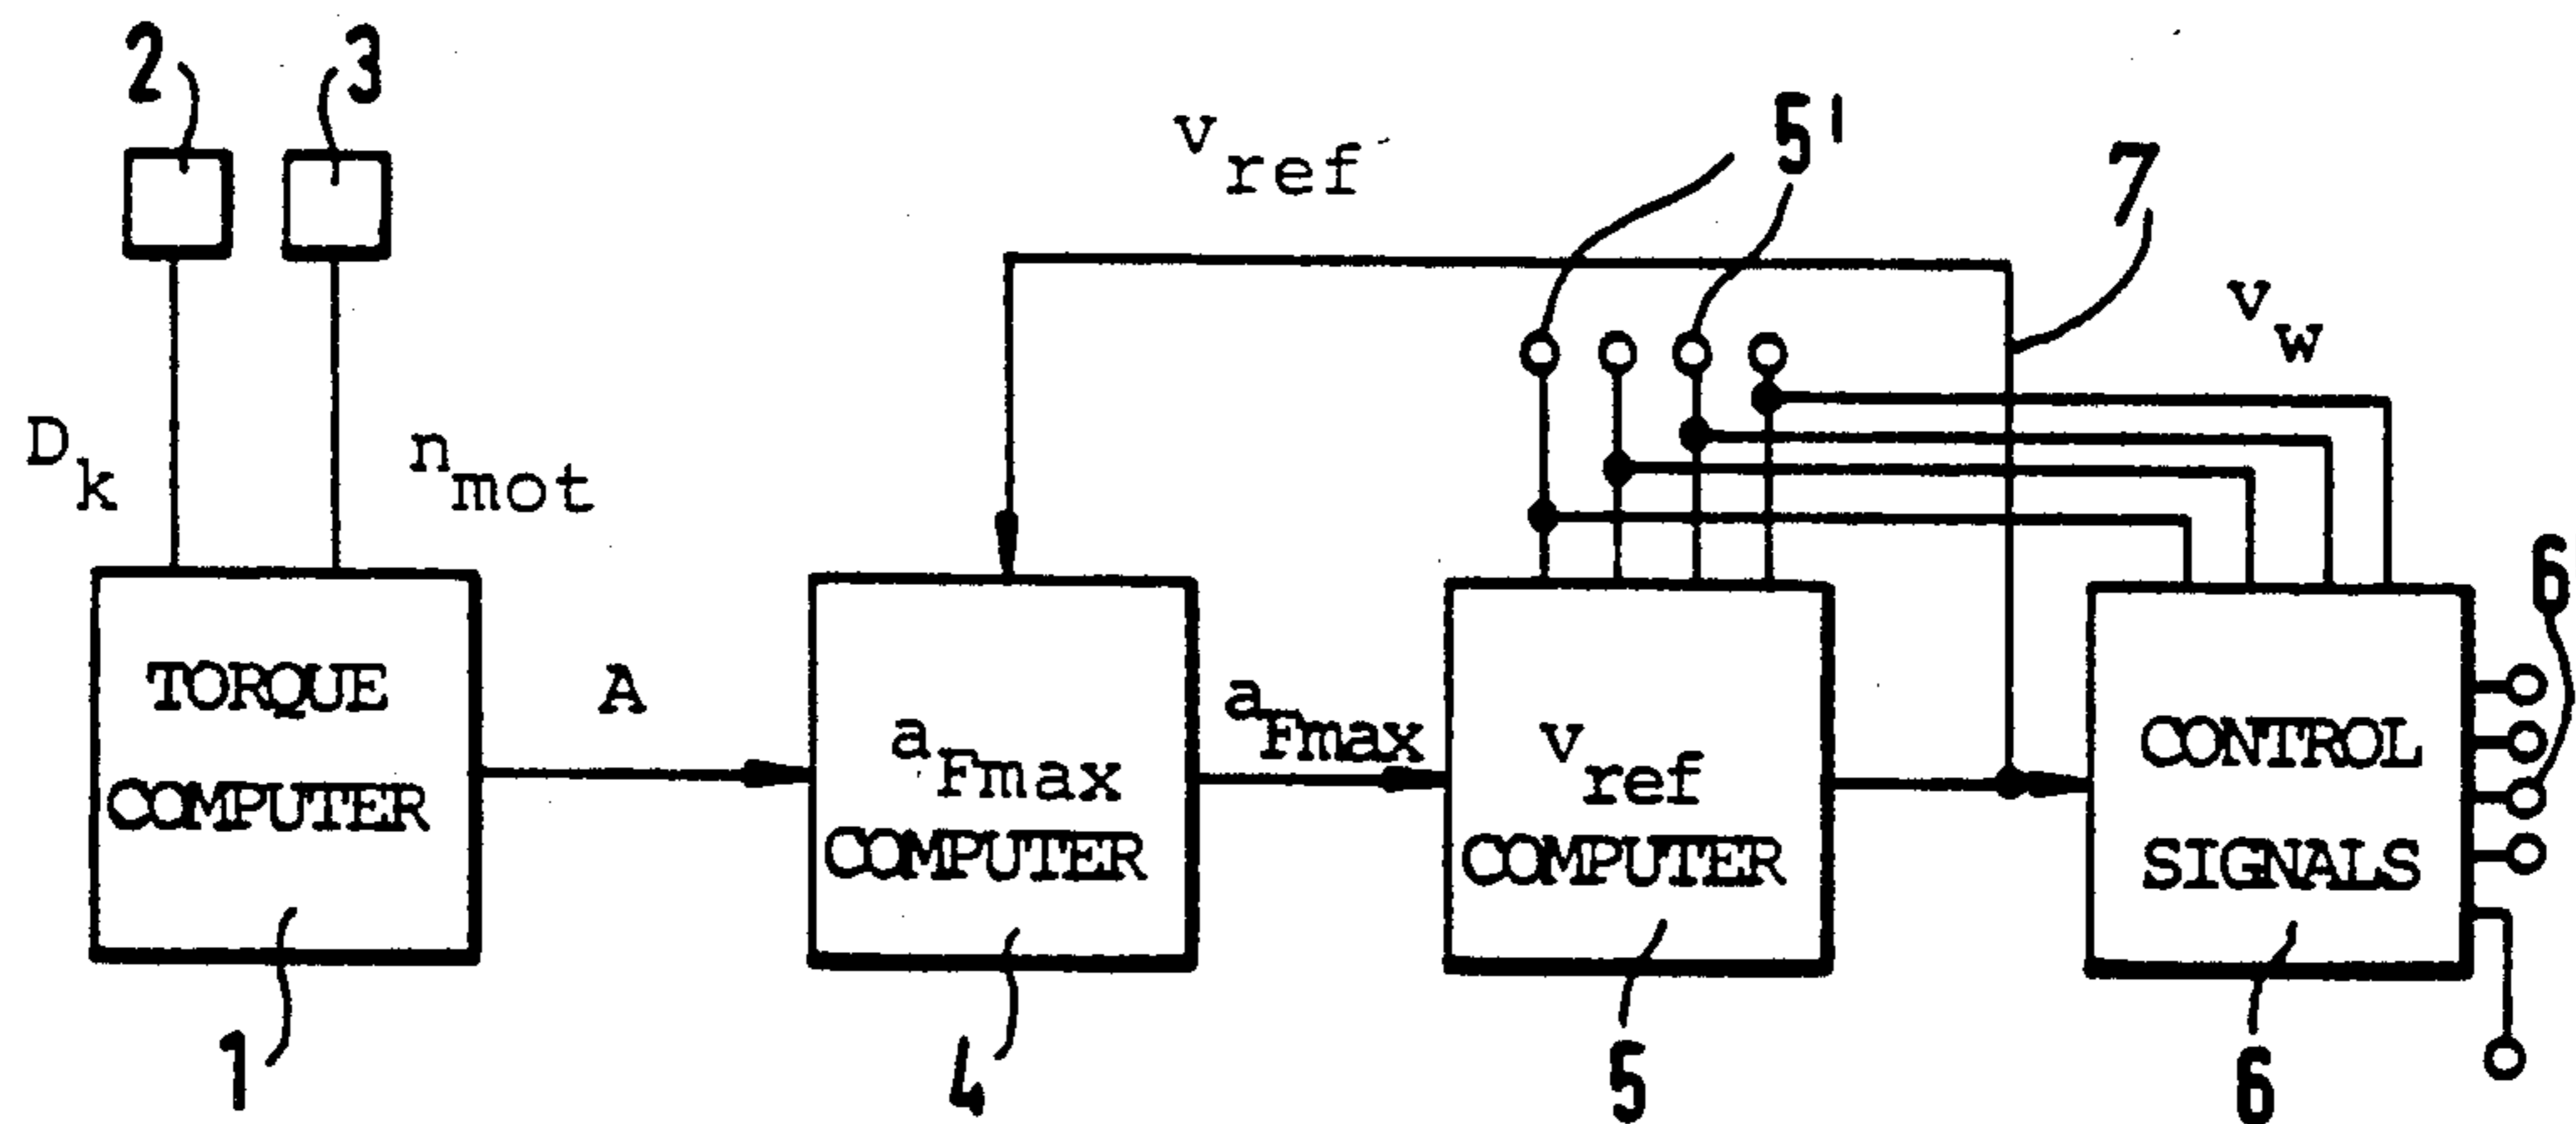 2 3
v_ref 5' 7
v_w
D_k n_mot
6
TORQUE
COMPUTER
A
a_Fmax
COMPUTER
a_Fmax
v_ref
COMPUTER
CONTROL
SIGNALS
1 4 5 6